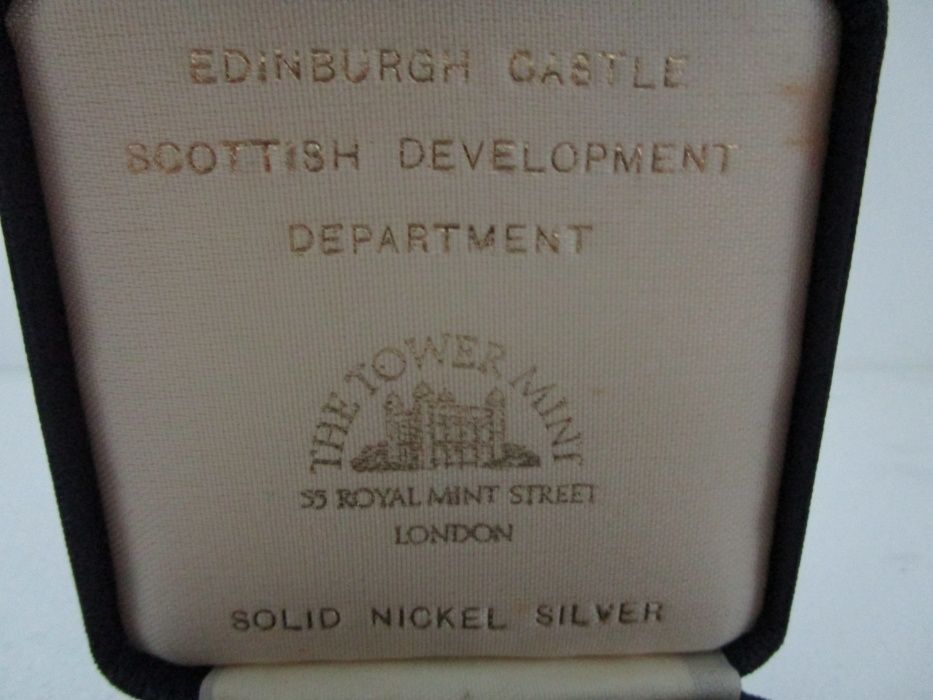 EDINBURGH CASTLE
SCOTTISH DEVELOPMENT
DEPARTMENT
THE TOWER MINT
55 ROYAL MINT STREET
LONDON
SOLID NICKEL SILVER